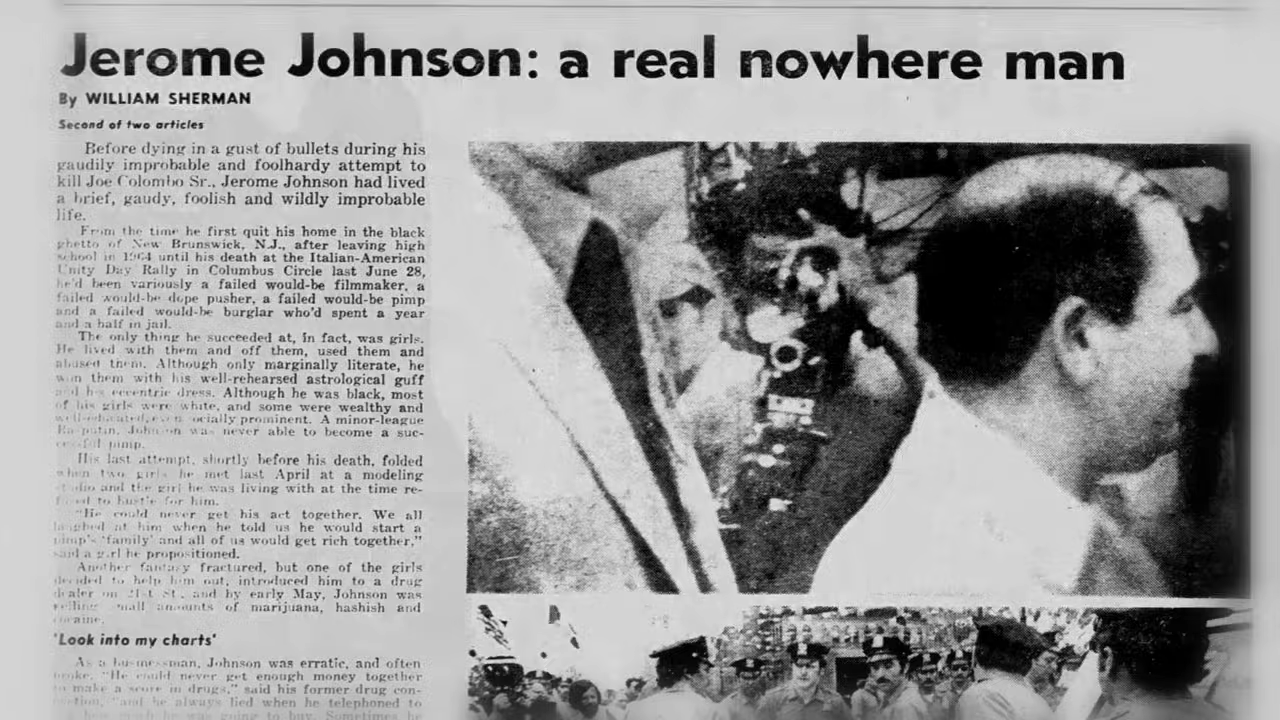 Jerome Johnson: a real nowhere man
By WILLIAM SHERMAN
Second of two articles
Before dying in a gust of bullets during his
gaudily improbable and foolhardy attempt to
kill Joe Colombo Sr., Jerome Johnson had lived
a brief, gaudy, foolish and wildly improbable
life.
From the time he first quit his home in the black
ghetto of New Brunswick, N.J., after leaving high
school in 1964 until his death at the Italian-American
Unity Day Rally in Columbus Circle last June 28,
he'd been variously a failed would-be filmmaker, a
failed would-be dope pusher, a failed would-be pimp
and a failed would-be burglar who'd spent a year
and a half in jail.
The only thing he succeeded at, in fact, was girls.
He lived with them and off them, used them and
abused them. Although only marginally literate, he
won them with his well-rehearsed astrological guff
and his eccentric dress. Although he was black, most
of his girls were white, and some were wealthy and
well-educated, even socially prominent. A minor-league
Rasputin, Johnson was never able to become a suc-
cessful pimp.
His last attempt, shortly before his death, folded
when two girls he met last April at a modeling
studio and the girl he was living with at the time re-
fused to hustle for him.
"He could never get his act together. We all
laughed at him when he told us he would start a
pimp's 'family' and all of us would get rich together,"
said a girl he propositioned.
Another fantasy fractured, but one of the girls
decided to help him out, introduced him to a drug
dealer on 21st St., and by early May, Johnson was
selling small amounts of marijuana, hashish and
cocaine.
'Look into my charts'
As a businessman, Johnson was erratic, and often
broke. "He could never get enough money together
to make a score in drugs," said his former drug con-
nection, "and he always lied when he telephoned to
how much he was going to buy. Sometimes he